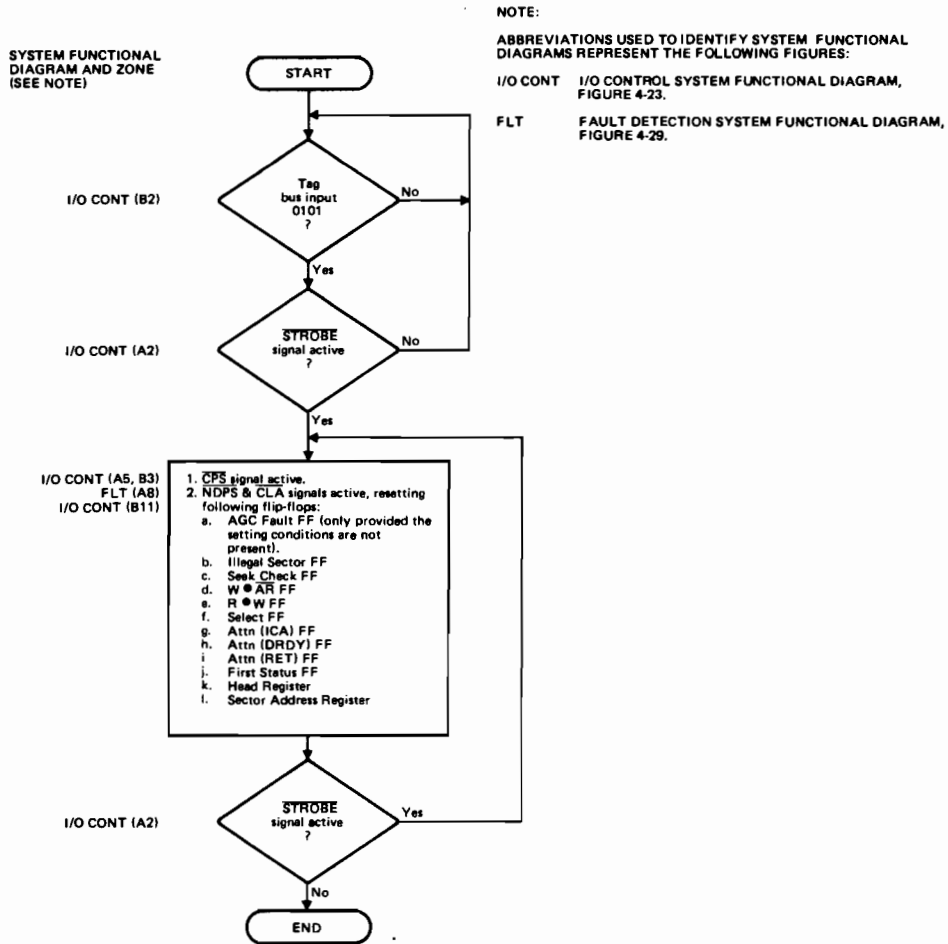 NOTE:
ABBREVIATIONS USED TO IDENTIFY SYSTEM FUNCTIONAL
DIAGRAMS REPRESENT THE FOLLOWING FIGURES:
I/O CONT I/O CONTROL SYSTEM FUNCTIONAL DIAGRAM,
FIGURE 4-23.
FLT FAULT DETECTION SYSTEM FUNCTIONAL DIAGRAM,
FIGURE 4-29.
SYSTEM FUNCTIONAL
DIAGRAM AND ZONE
(SEE NOTE)
START
I/O CONT (B2)
Tag
bus input
0101
?
No
Yes
I/O CONT (A2)
S̅T̅R̅O̅B̅E̅
signal active
?
No
Yes
I/O CONT (A5, B3)
FLT (A8)
I/O CONT (B11)
1. C̅P̅S̅ signal active.
2. NDPS & C̅L̅A̅ signals active, resetting
following flip-flops:
a. AGC Fault FF (only provided the
setting conditions are not
present).
b. Illegal Sector FF
c. Seek Check FF
d. W ● A̅R̅ FF
e. R ● W FF
f. Select FF
g. Attn (ICA) FF
h. Attn (DRDY) FF
i Attn (RET) FF
j. First Status FF
k. Head Register
l. Sector Address Register
I/O CONT (A2)
S̅T̅R̅O̅B̅E̅
signal active
?
Yes
No
END